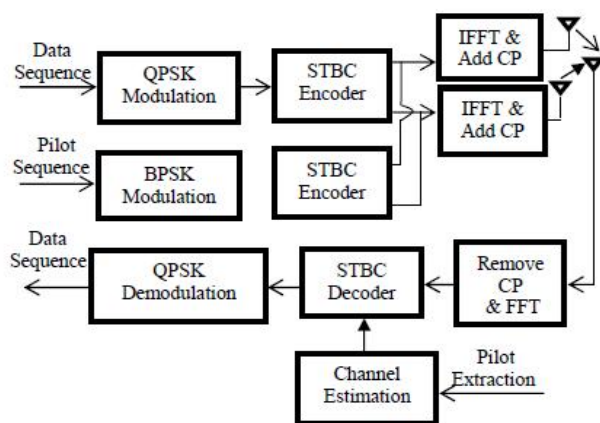 Data
Sequence
QPSK
Modulation
STBC
Encoder
IFFT &
Add CP
IFFT &
Add CP
Pilot
Sequence
BPSK
Modulation
STBC
Encoder
Data
Sequence
QPSK
Demodulation
STBC
Decoder
Remove
CP
& FFT
Channel
Estimation
Pilot
Extraction